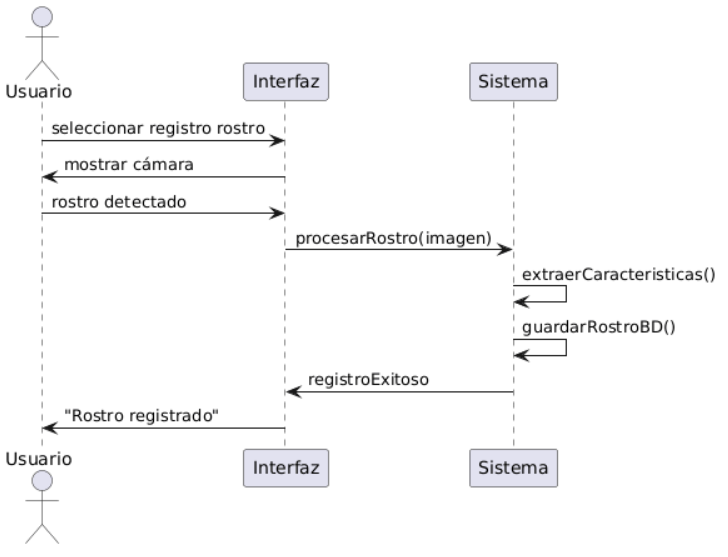 Usuario
Interfaz
Sistema
seleccionar registro rostro
mostrar cámara
rostro detectado
procesarRostro(imagen)
extraerCaracteristicas()
guardarRostroBD()
registroExitoso
"Rostro registrado"
Usuario
Interfaz
Sistema